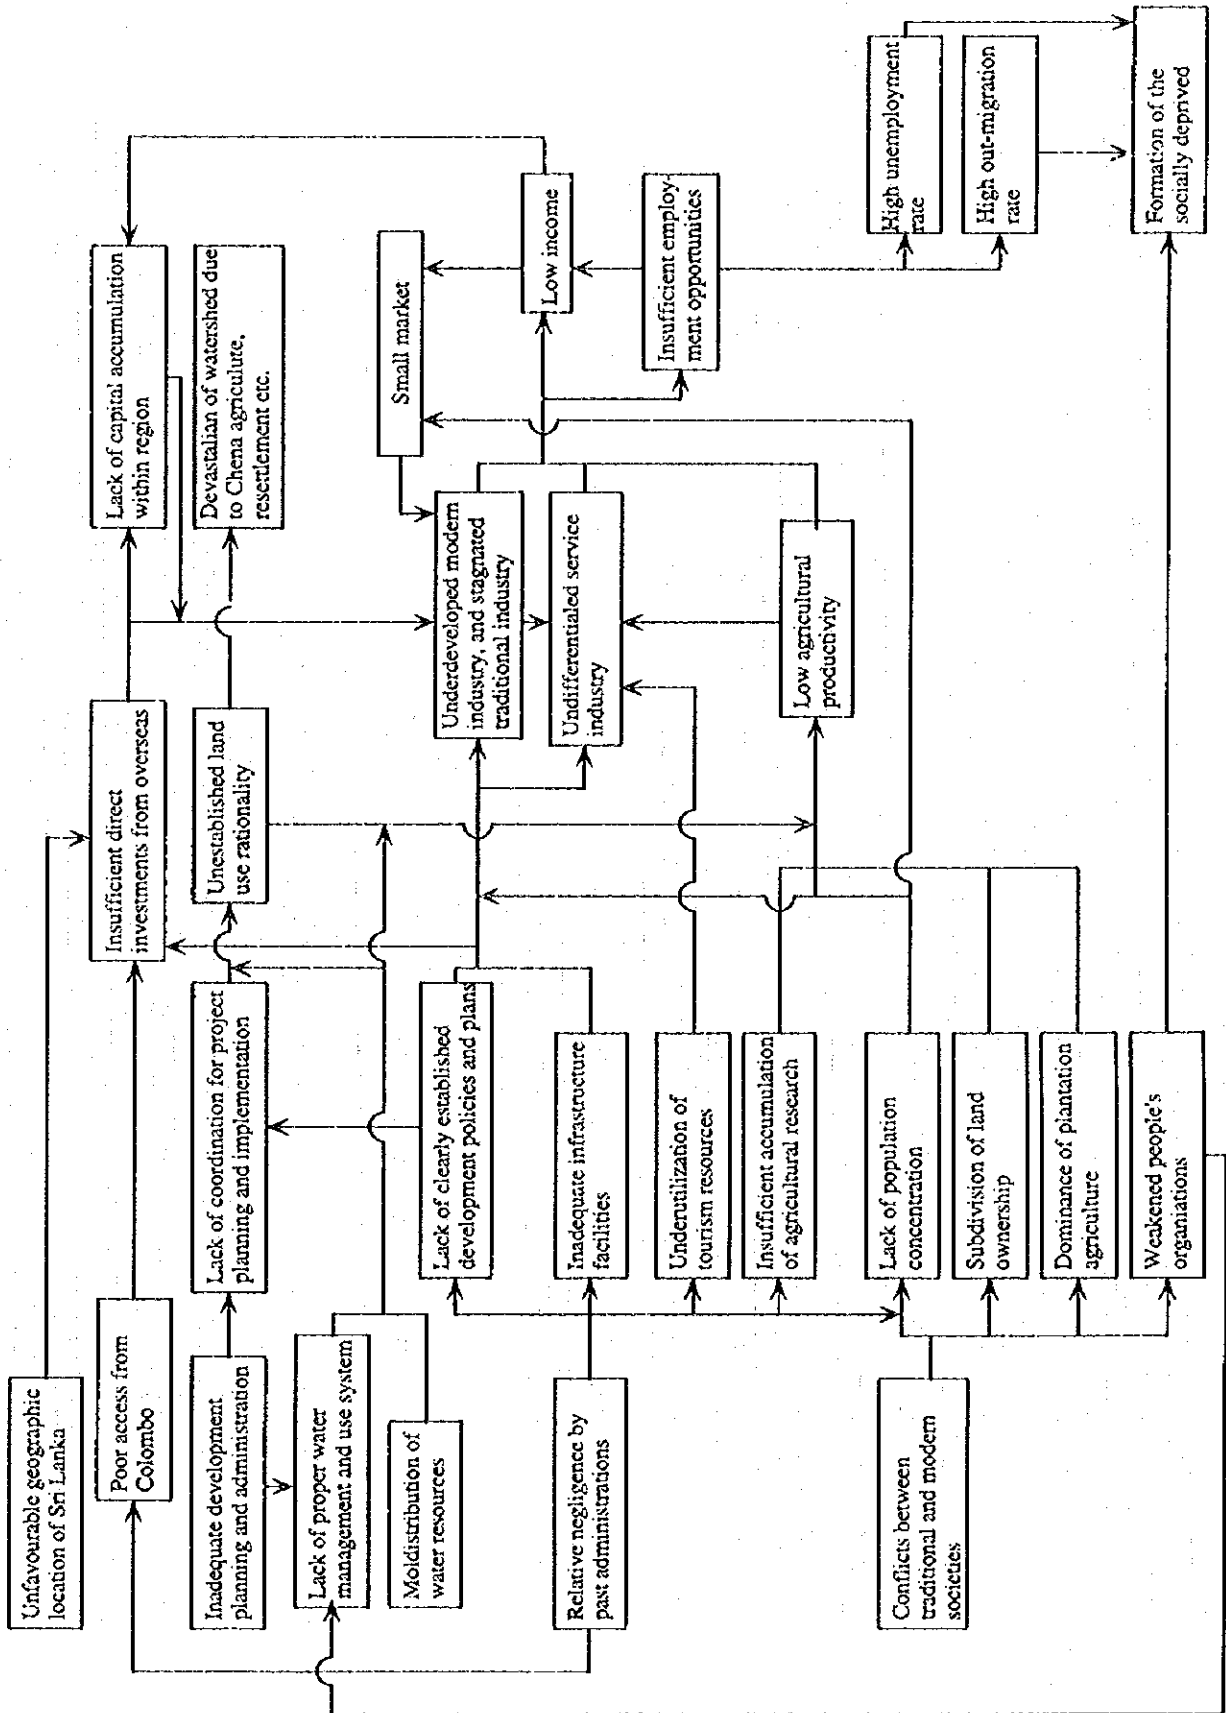 Unfavourable geographic
location of Sri Lanka
Poor access from
Colombo
Inadequate development
planning and administration
Lack of proper water
management and use system
Moldistribution of
water resources
Relative negligence by
past administrations
Conflicts between
traditional and modern
societies
Lack of coordination for project
planning and implementation
Lack of clearly established
development policies and plans
Inadequate infrastructure
facilities
Underutilization of
tourism resources
Insufficient accumulation
of agricultural research
Lack of population
concentration
Subdivision of land
ownership
Dominance of plantation
agriculture
Weakened people's
organiations
Insufficient direct
investments from overseas
Unestablished land
use rationality
Underdeveloped modern
industry, and stagnated
traditional industry
Undifferentialed service
industry
Low agricultural
productivity
Lack of capital accumulation
within region
Devastalian of watershed due
to Chena agriculute,
resettlement etc.
Small market
Low income
Insufficient employ-
ment opportunities
High unemployment
rate
High out-migration
rate
Formation of the
socially deprived